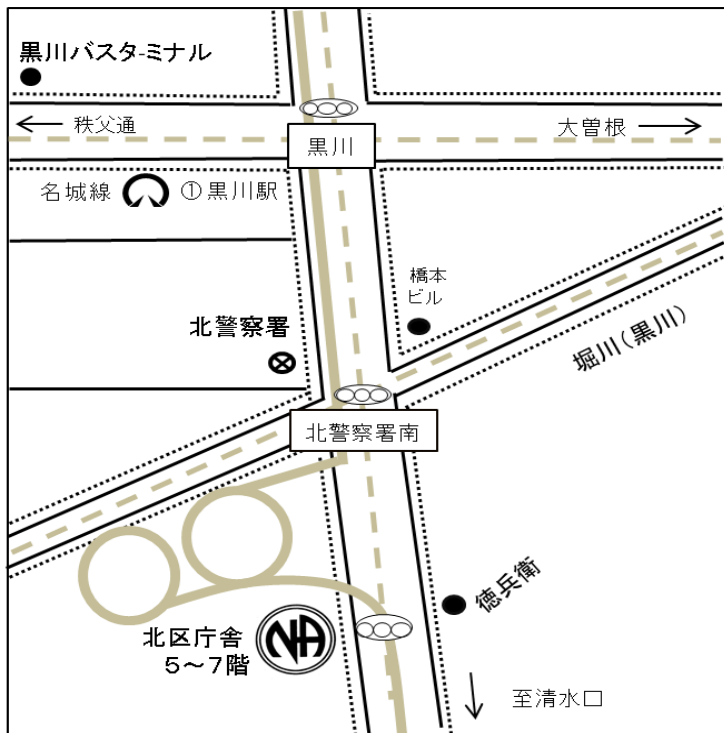 黒川バスタ-ミナル
秩父通
大曽根
黒川
名城線
①黒川駅
橋本
ビル
北警察署
堀川(黒川)
北警察署南
徳兵衛
北区庁舎
5～7階
NA
至清水口